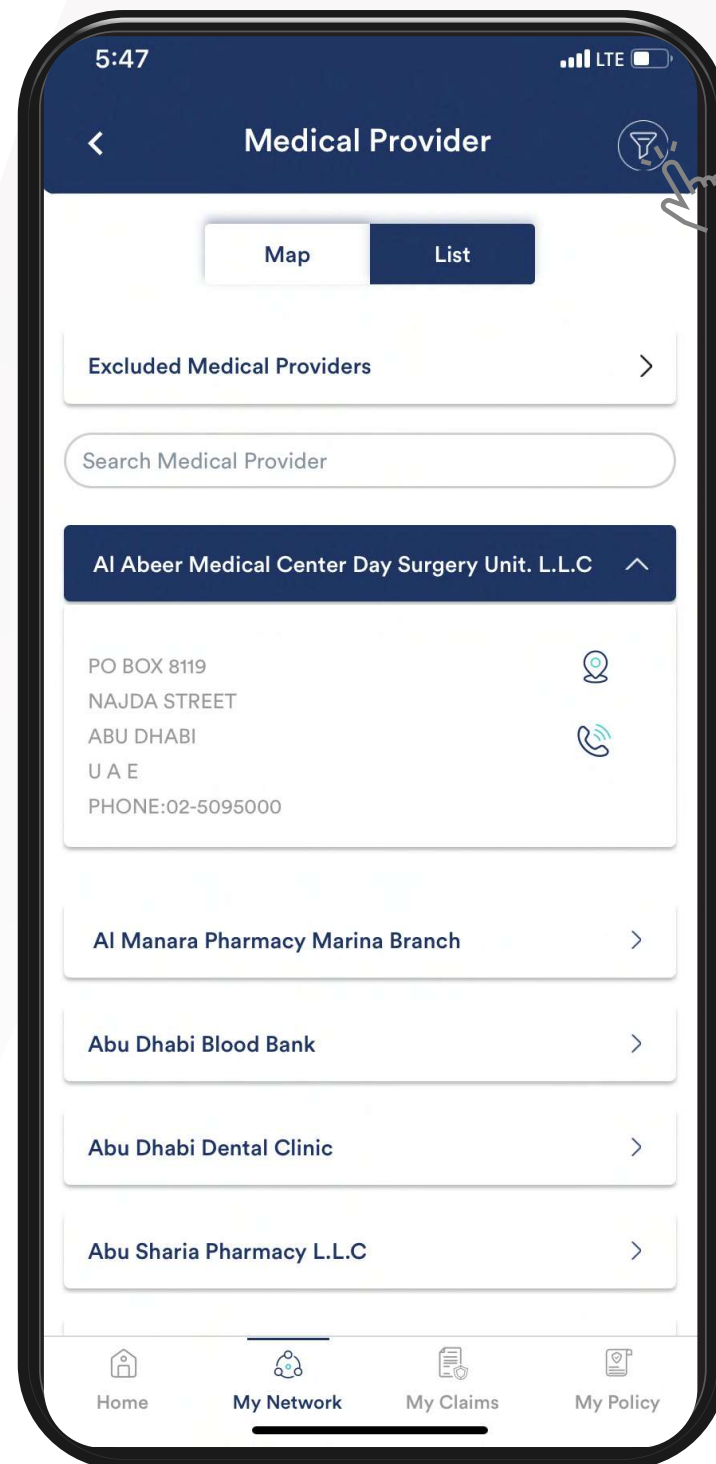 5:47
LTE
Medical Provider
Map
List
Excluded Medical Providers
Search Medical Provider
Al Abeer Medical Center Day Surgery Unit. L.L.C
PO BOX 8119
NAJDA STREET
ABU DHABI
U A E
PHONE:02-5095000
Al Manara Pharmacy Marina Branch
Abu Dhabi Blood Bank
Abu Dhabi Dental Clinic
Abu Sharia Pharmacy L.L.C
Home
My Network
My Claims
My Policy